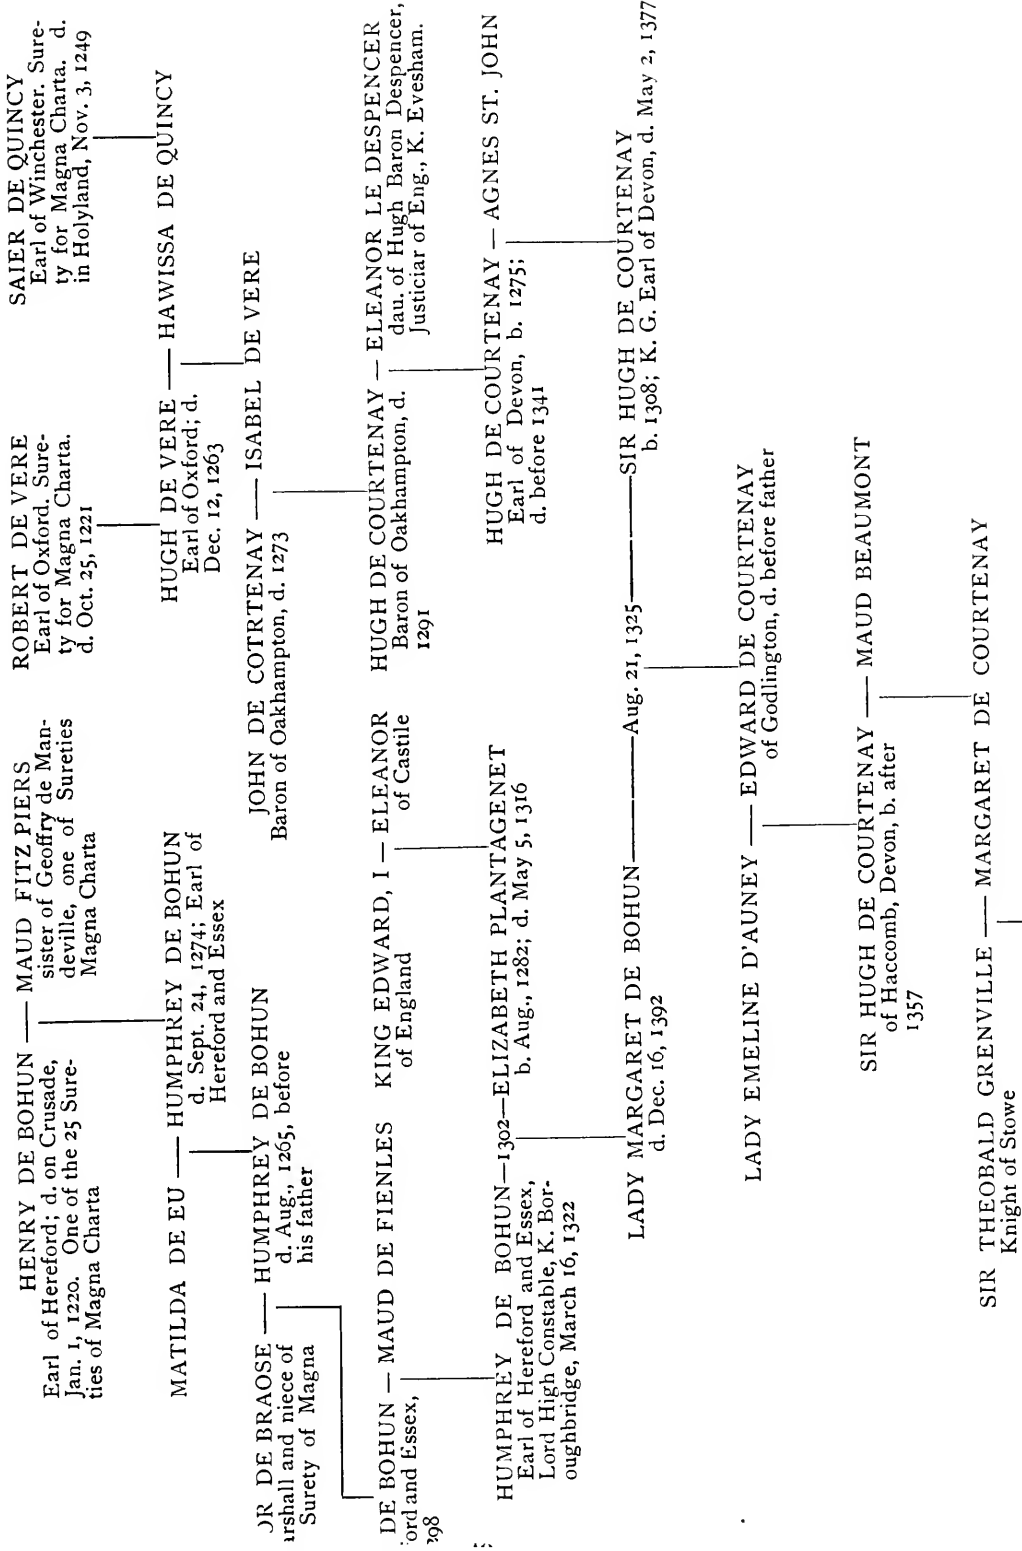 HENRY DE BOHUN — MAUD FITZ PIERS
Earl of Hereford; d. on Crusade,
Jan. 1, 1220. One of the 25 Sure-
ties of Magna Charta
sister of Geoffry de Man-
deville, one of Sureties
Magna Charta
ROBERT DE VERE
Earl of Oxford. Sure-
ty for Magna Charta.
d. Oct. 25, 1221
SAIER DE QUINCY
Earl of Winchester. Sure-
ty for Magna Charta. d.
in Holyland, Nov. 3, 1249
MATILDA DE EU — HUMPHREY DE BOHUN
d. Sept. 24, 1274; Earl of
Hereford and Essex
HUGH DE VERE — HAWISSA DE QUINCY
Earl of Oxford; d.
Dec. 12, 1263
OR DE BRAOSE — HUMPHREY DE BOHUN
arshall and niece of
Surety of Magna
d. Aug., 1265, before
his father
JOHN DE COTRTENAY — ISABEL DE VERE
Baron of Oakhampton, d. 1273
DE BOHUN — MAUD DE FIENLES
ord and Essex,
298
KING EDWARD, I — ELEANOR
of England
of Castile
HUGH DE COURTENAY — ELEANOR LE DESPENCER
Baron of Oakhampton, d.
1291
dau. of Hugh Baron Despencer,
Justiciar of Eng., K. Evesham.
HUMPHREY DE BOHUN—1302—ELIZABETH PLANTAGENET
Earl of Hereford and Essex,
Lord High Constable, K. Bor-
oughbridge, March 16, 1322
b. Aug., 1282; d. May 5, 1316
HUGH DE COURTENAY — AGNES ST. JOHN
Earl of Devon, b. 1275;
d. before 1341
LADY MARGARET DE BOHUN——Aug. 21, 1325——SIR HUGH DE COURTENAY
d. Dec. 16, 1392
b. 1308; K. G. Earl of Devon, d. May 2, 1377
LADY EMELINE D'AUNEY — EDWARD DE COURTENAY
of Godlington, d. before father
SIR HUGH DE COURTENAY — MAUD BEAUMONT
of Haccomb, Devon, b. after
1357
SIR THEOBALD GRENVILLE — MARGARET DE COURTENAY
Knight of Stowe